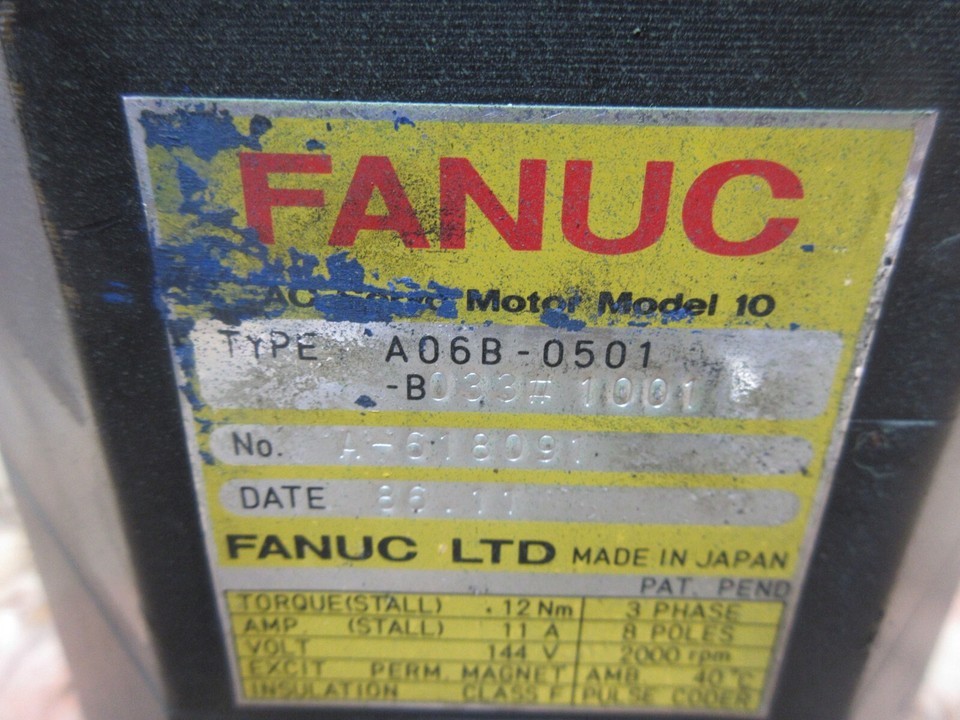 FANUC
AC Servo Motor Model 10
TYPE A06B-0501
-B033#1001
No. A-618091
DATE 86.11
FANUC LTD MADE IN JAPAN
PAT. PEND
TORQUE(STALL) .12 Nm 3 PHASE
AMP. (STALL) 11 A 8 POLES
VOLT 144 V 2000 rpm
EXCIT PERM. MAGNET AMB 40°C
INSULATION CLASS F PULSE CODER